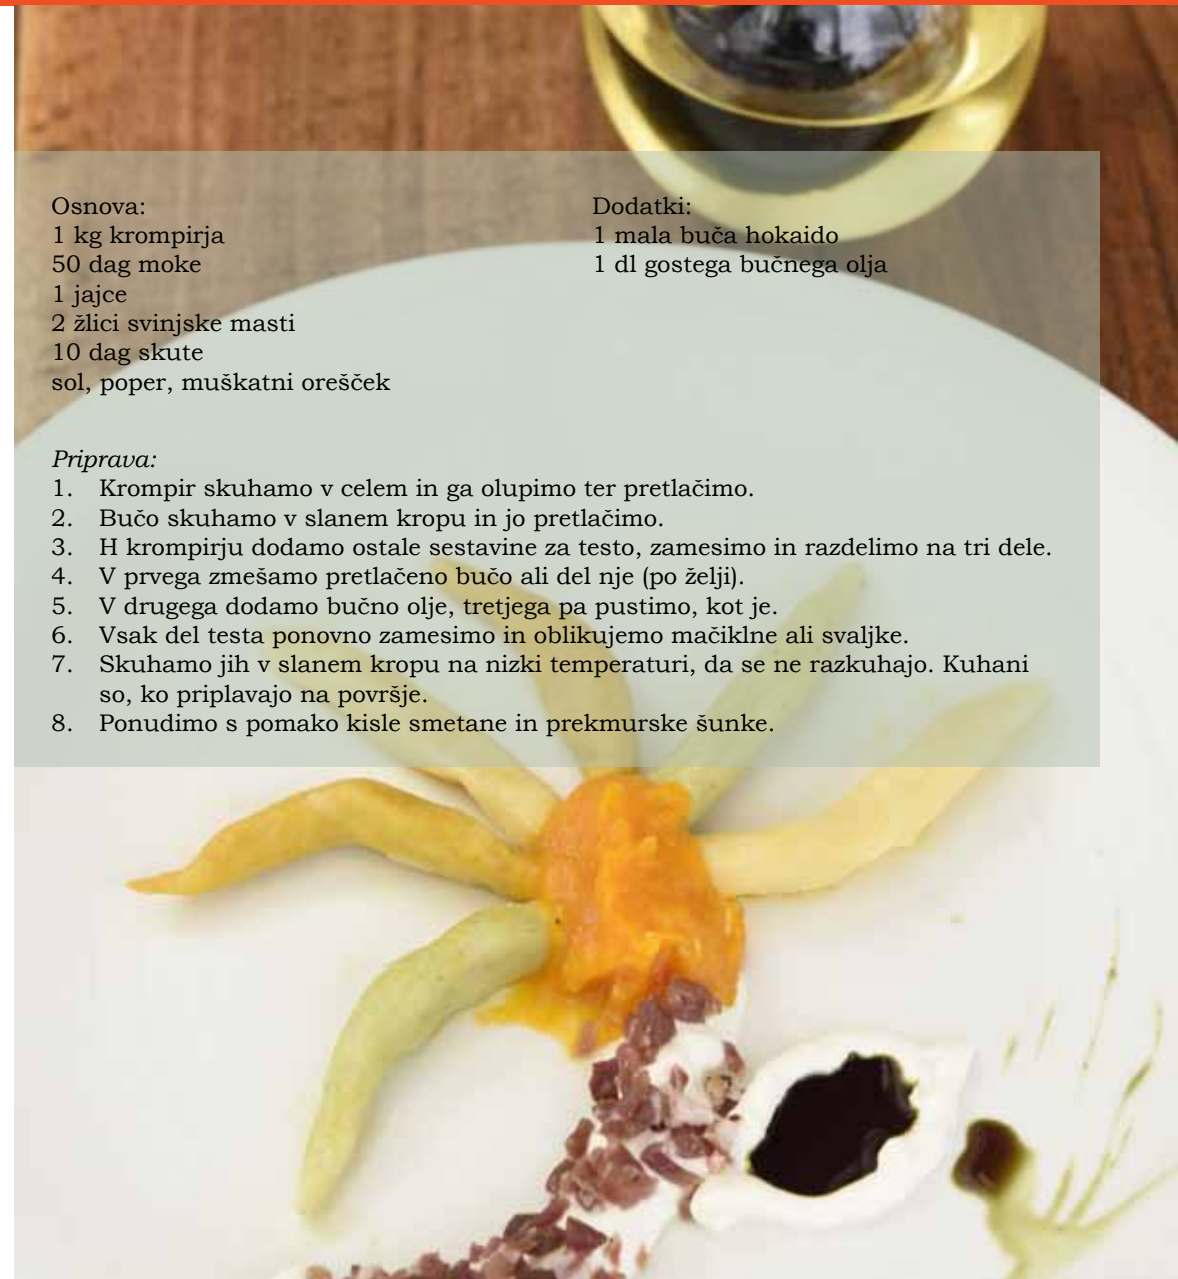 Osnova:
1 kg krompirja
50 dag moke
1 jajce
2 žlici svinjske masti
10 dag skute
sol, poper, muškatni orešček
Dodatki:
1 mala buča hokaido
1 dl gostega bučnega olja
Priprava:
1. Krompir skuhamo v celem in ga olupimo ter pretlačimo.
2. Bučo skuhamo v slanem kropu in jo pretlačimo.
3. H krompirju dodamo ostale sestavine za testo, zamesimo in razdelimo na tri dele.
4. V prvega zmešamo pretlačeno bučo ali del nje (po želji).
5. V drugega dodamo bučno olje, tretjega pa pustimo, kot je.
6. Vsak del testa ponovno zamesimo in oblikujemo mačiklne ali svaljke.
7. Skuhamo jih v slanem kropu na nizki temperaturi, da se ne razkuhajo. Kuhani
so, ko priplavajo na površje.
8. Ponudimo s pomako kisle smetane in prekmurske šunke.